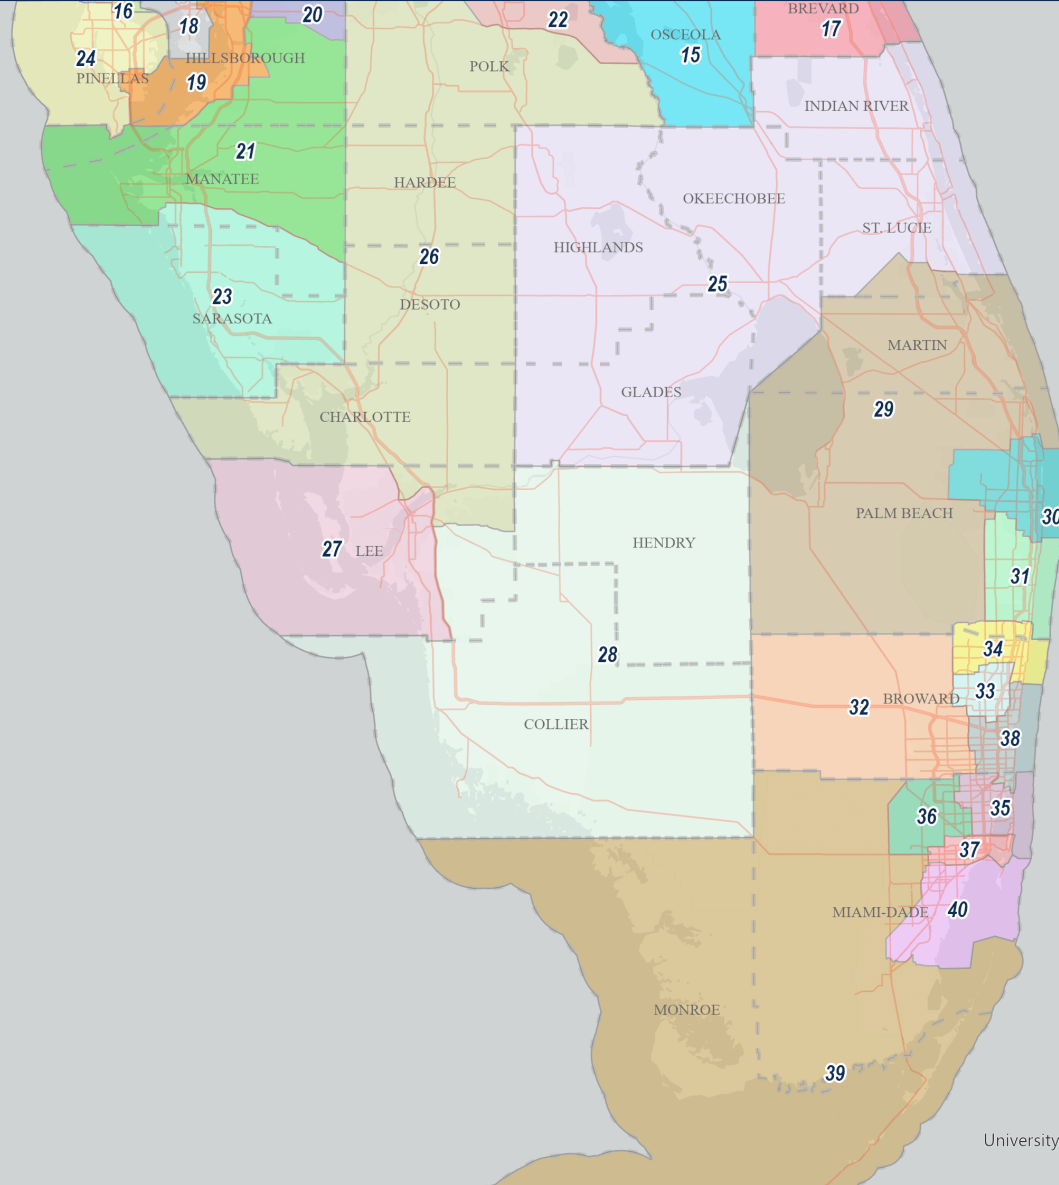 16
20
BREVARD
17
18
22
OSCEOLA
15
24
HILLSBOROUGH
PINELLAS
19
POLK
INDIAN RIVER
21
MANATEE
HARDEE
OKEECHOBEE
ST. LUCIE
HIGHLANDS
26
25
23
SARASOTA
DESOTO
MARTIN
GLADES
29
CHARLOTTE
PALM BEACH
30
27
LEE
HENDRY
31
34
28
33
BROWARD
32
COLLIER
38
36
35
37
MIAMI-DADE
40
MONROE
39
University